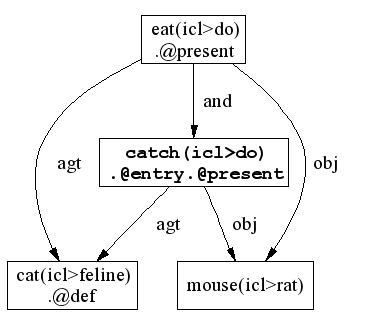 eat(icl>do)
.@present
and
catch(icl>do)
.@entry.@present
agt
obj
agt
obj
cat(icl>feline)
.@def
mouse(icl>rat)